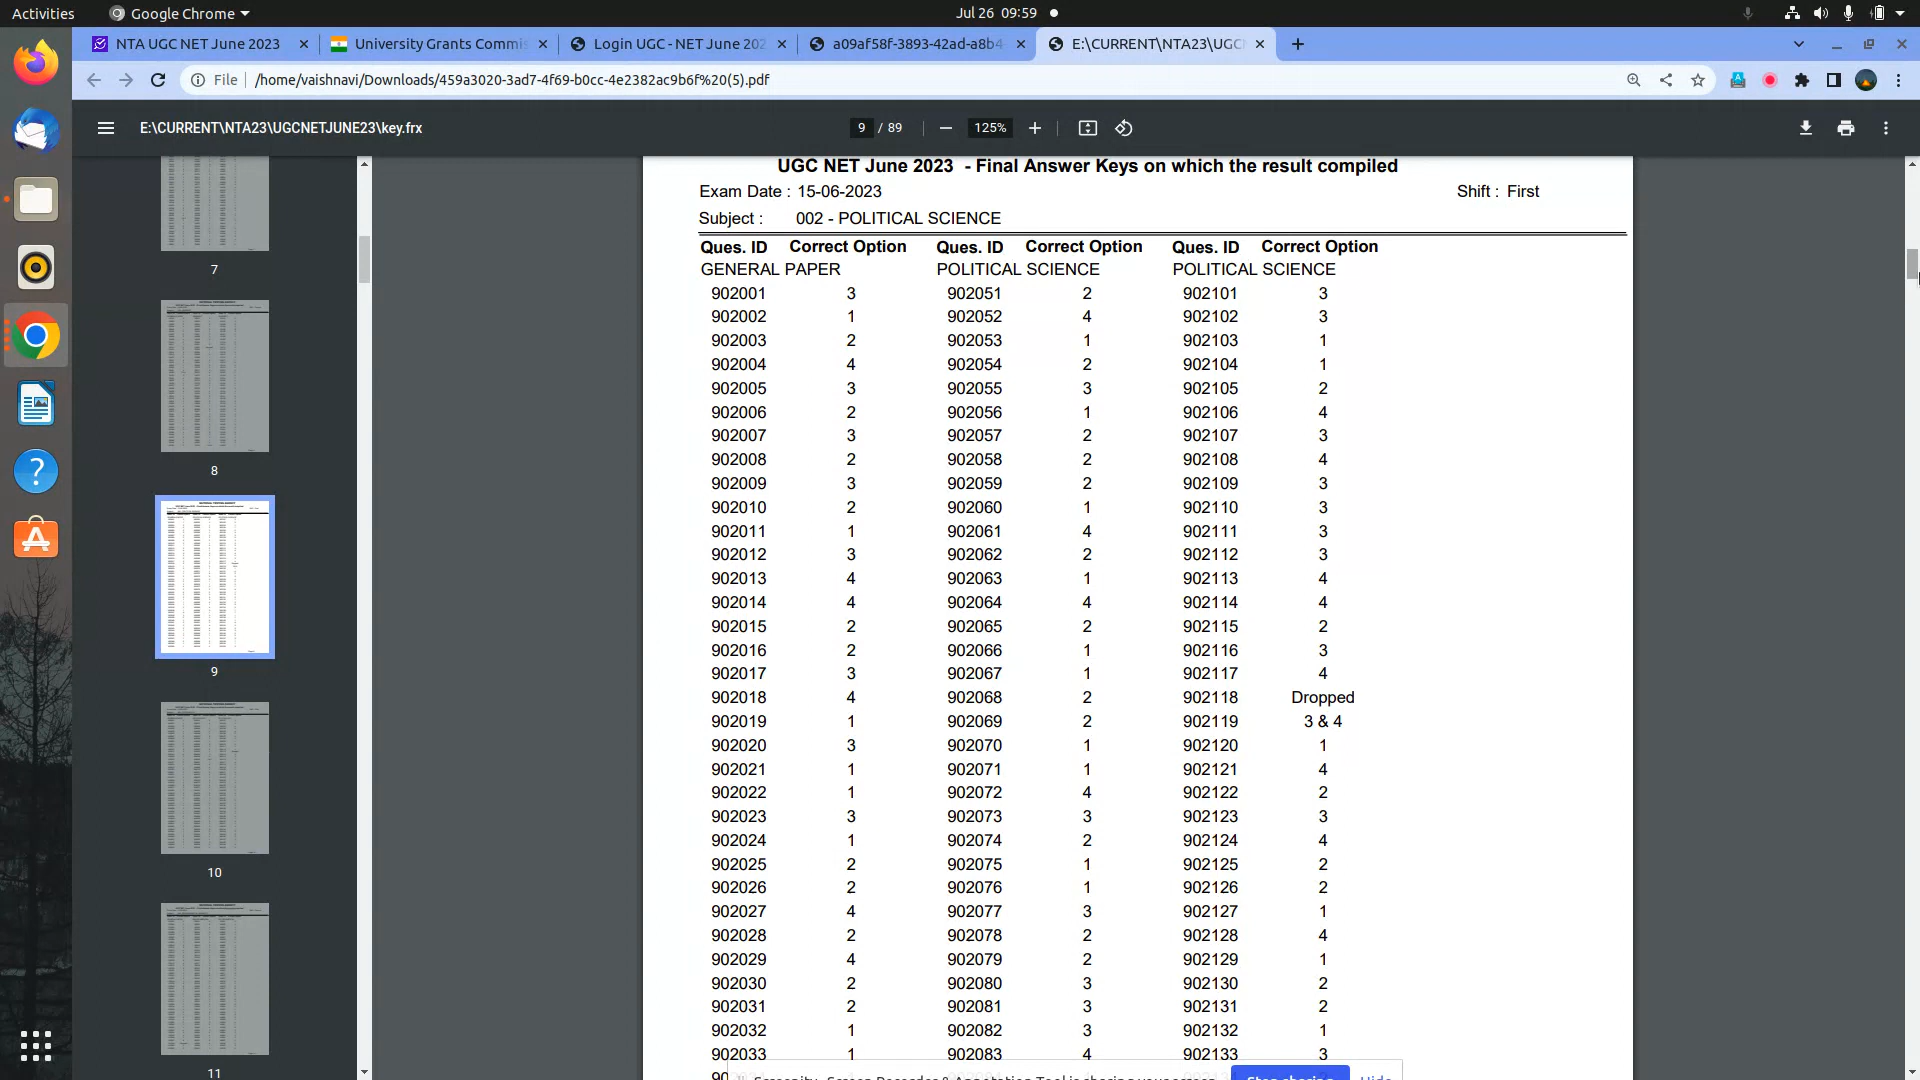 Activities Google Chrome Jul 26 09:59
NTA UGC NET June 2023 University Grants Commis Login UGC - NET June 202 a09af58f-3893-42ad-a8b4 E:\CURRENT\NTA23\UGC
File /home/vaishnavi/Downloads/459a3020-3ad7-4f69-b0cc-4e2382ac9b6f%20(5).pdf
E:\CURRENT\NTA23\UGCNETJUNE23\key.frx 9 / 89 125%
7
8
9
10
11
UGC NET June 2023 - Final Answer Keys on which the result compiled
Exam Date : 15-06-2023 Shift : First
Subject : 002 - POLITICAL SCIENCE
Ques. ID Correct Option Ques. ID Correct Option Ques. ID Correct Option
GENERAL PAPER POLITICAL SCIENCE POLITICAL SCIENCE
902001 3 902051 2 902101 3
902002 1 902052 4 902102 3
902003 2 902053 1 902103 1
902004 4 902054 2 902104 1
902005 3 902055 3 902105 2
902006 2 902056 1 902106 4
902007 3 902057 2 902107 3
902008 2 902058 2 902108 4
902009 3 902059 2 902109 3
902010 2 902060 1 902110 3
902011 1 902061 4 902111 3
902012 3 902062 2 902112 3
902013 4 902063 1 902113 4
902014 4 902064 4 902114 4
902015 2 902065 2 902115 2
902016 2 902066 1 902116 3
902017 3 902067 1 902117 4
902018 4 902068 2 902118 Dropped
902019 1 902069 2 902119 3 & 4
902020 3 902070 1 902120 1
902021 1 902071 1 902121 4
902022 1 902072 4 902122 2
902023 3 902073 3 902123 3
902024 1 902074 2 902124 4
902025 2 902075 1 902125 2
902026 2 902076 1 902126 2
902027 4 902077 3 902127 1
902028 2 902078 2 902128 4
902029 4 902079 2 902129 1
902030 2 902080 3 902130 2
902031 2 902081 3 902131 2
902032 1 902082 3 902132 1
902033 1 902083 4 902133 3
Screenity - Screen Recorder & Annotation Tool is sharing your screen. Stop sharing Hide